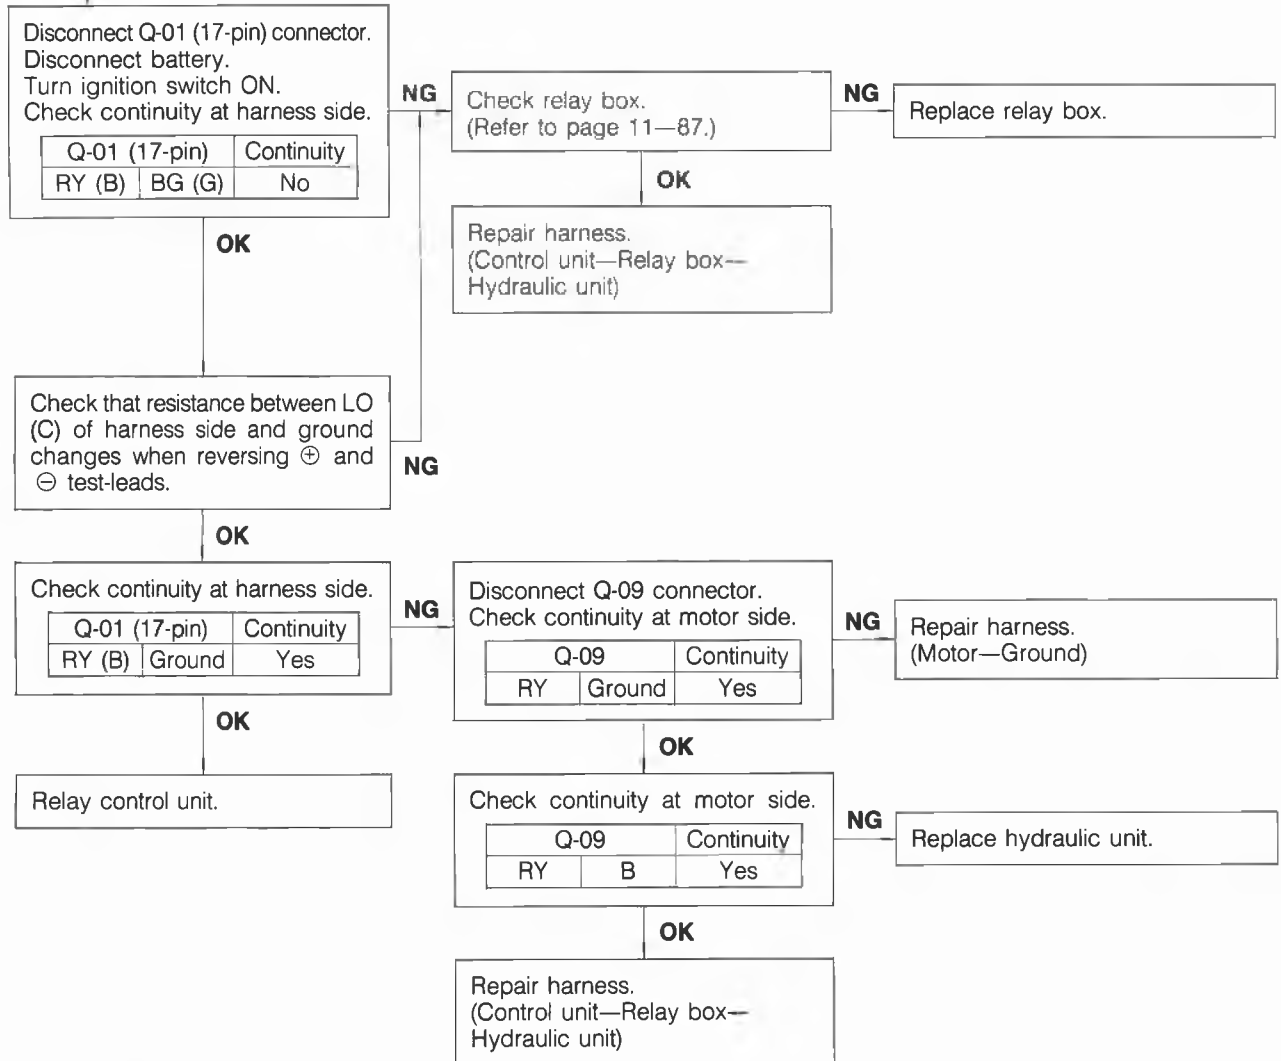 Disconnect Q-01 (17-pin) connector.
Disconnect battery.
Turn ignition switch ON.
Check continuity at harness side.
Q-01 (17-pin) Continuity
RY (B) BG (G) No
NG
Check relay box.
(Refer to page 11—87.)
NG
Replace relay box.
OK
OK
Repair harness.
(Control unit—Relay box—
Hydraulic unit)
Check that resistance between LO
(C) of harness side and ground
changes when reversing ⊕ and
⊖ test-leads.
NG
OK
Check continuity at harness side.
Q-01 (17-pin) Continuity
RY (B) Ground Yes
NG
Disconnect Q-09 connector.
Check continuity at motor side.
Q-09 Continuity
RY Ground Yes
NG
Repair harness.
(Motor—Ground)
OK
OK
Relay control unit.
Check continuity at motor side.
Q-09 Continuity
RY B Yes
NG
Replace hydraulic unit.
OK
Repair harness.
(Control unit—Relay box—
Hydraulic unit)